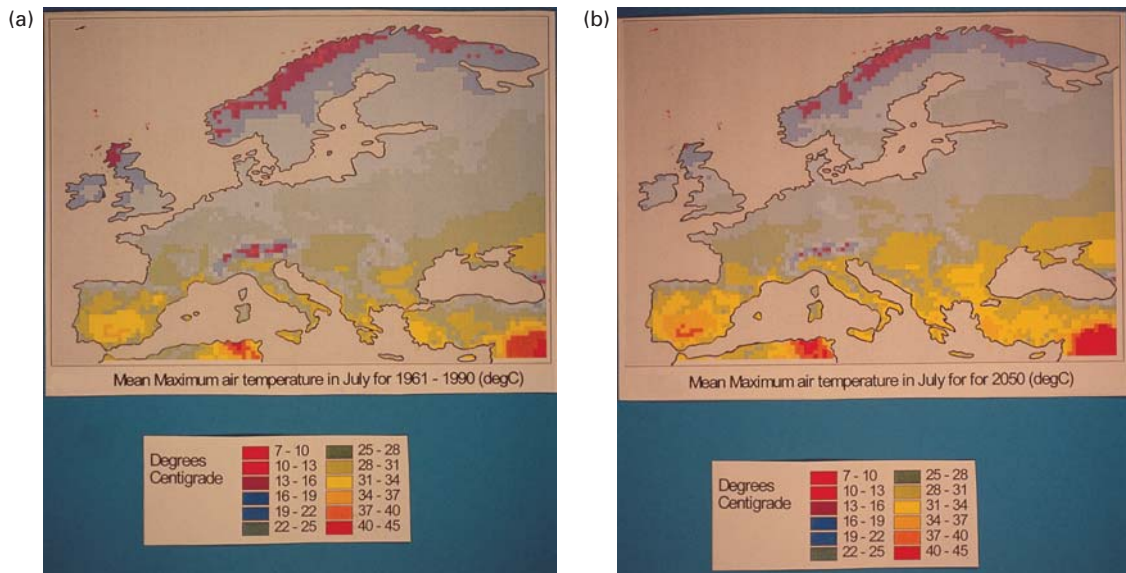 (a)
Mean Maximum air temperature in July for 1961 - 1990 (degC)
Degrees
Centigrade
7 - 10
10 - 13
13 - 16
16 - 19
19 - 22
22 - 25
25 - 28
28 - 31
31 - 34
34 - 37
37 - 40
40 - 45
(b)
Mean Maximum air temperature in July for for 2050 (degC)
Degrees
Centigrade
7 - 10
10 - 13
13 - 16
16 - 19
19 - 22
22 - 25
25 - 28
28 - 31
31 - 34
34 - 37
37 - 40
40 - 45